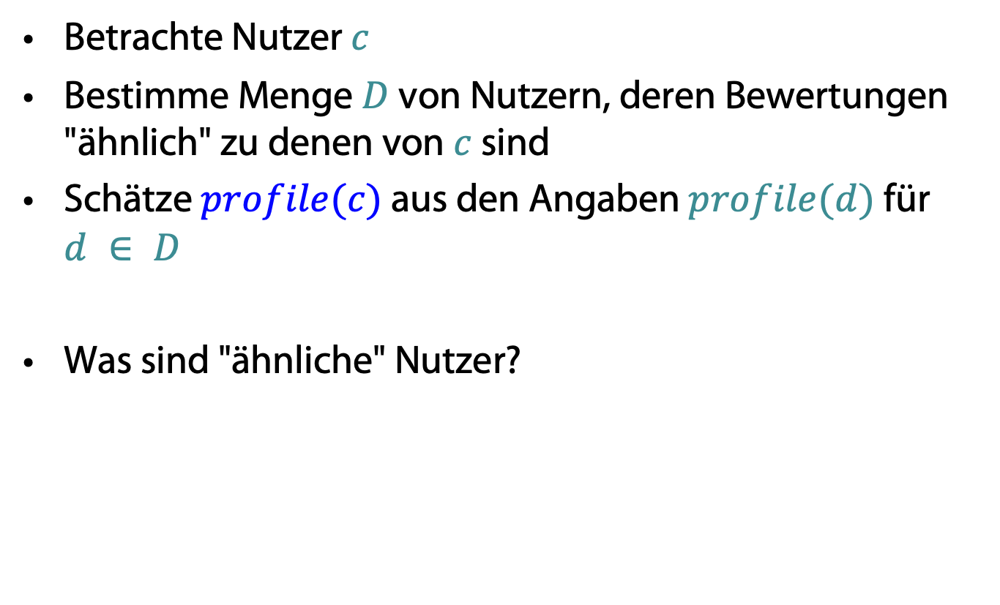 • Betrachte Nutzer c
• Bestimme Menge D von Nutzern, deren Bewertungen
"ähnlich" zu denen von c sind
• Schätze profile(c) aus den Angaben profile(d) für
d ∈ D
• Was sind "ähnliche" Nutzer?